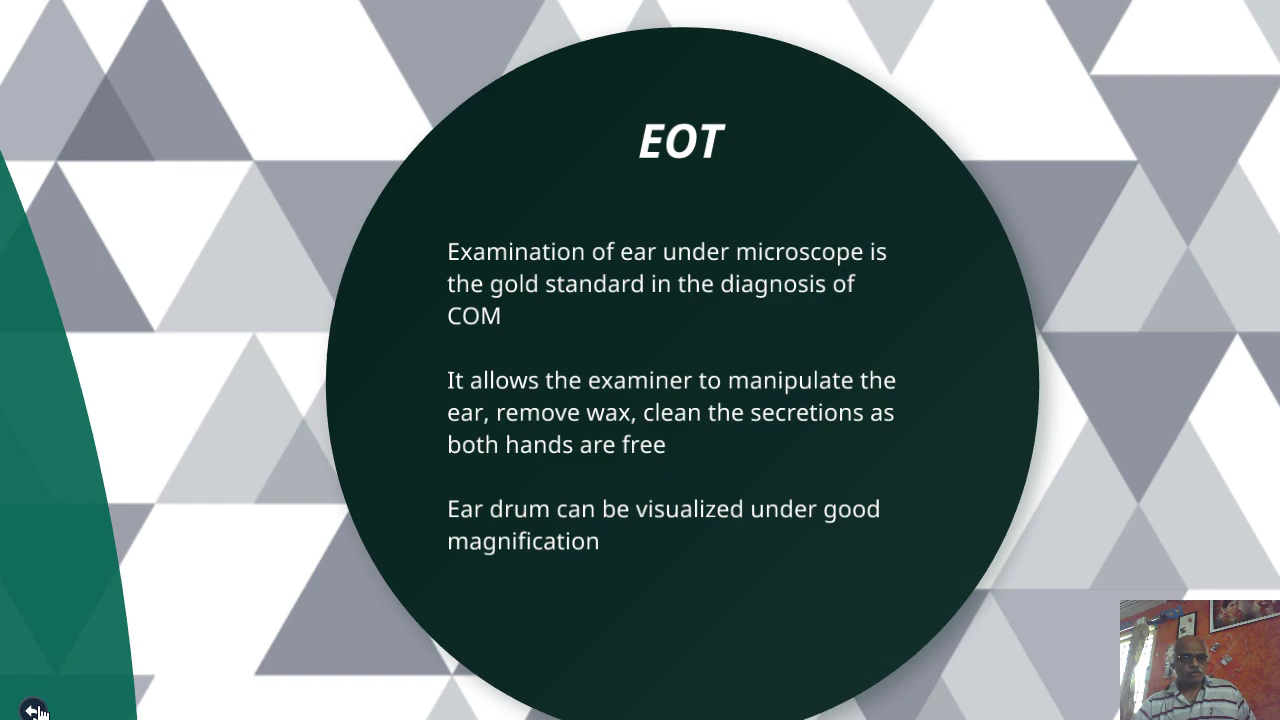 EOT
Examination of ear under microscope is
the gold standard in the diagnosis of
COM
It allows the examiner to manipulate the
ear, remove wax, clean the secretions as
both hands are free
Ear drum can be visualized under good
magnification